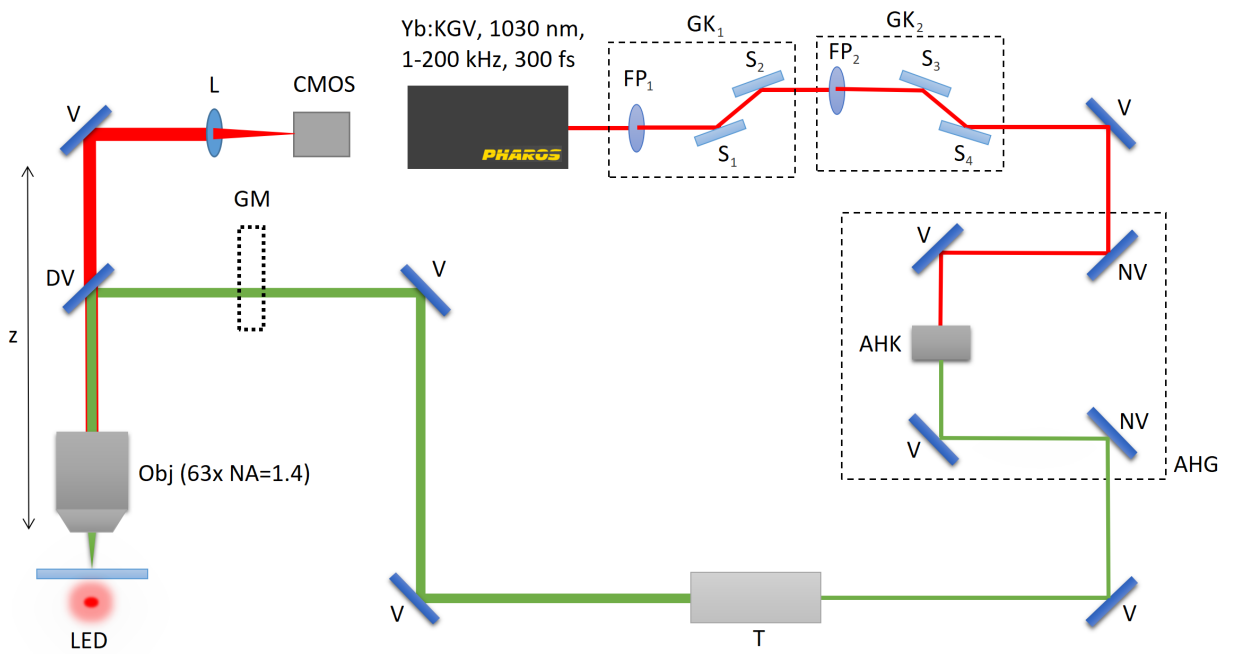 Yb:KGV, 1030 nm,
1-200 kHz, 300 fs
GK₁
GK₂
FP₁
S₂
S₁
FP₂
S₃
S₄
PHAROS
V
L
CMOS
V
GM
DV
V
V
NV
z
AHK
Obj (63x NA=1.4)
V
NV
AHG
V
T
V
LED